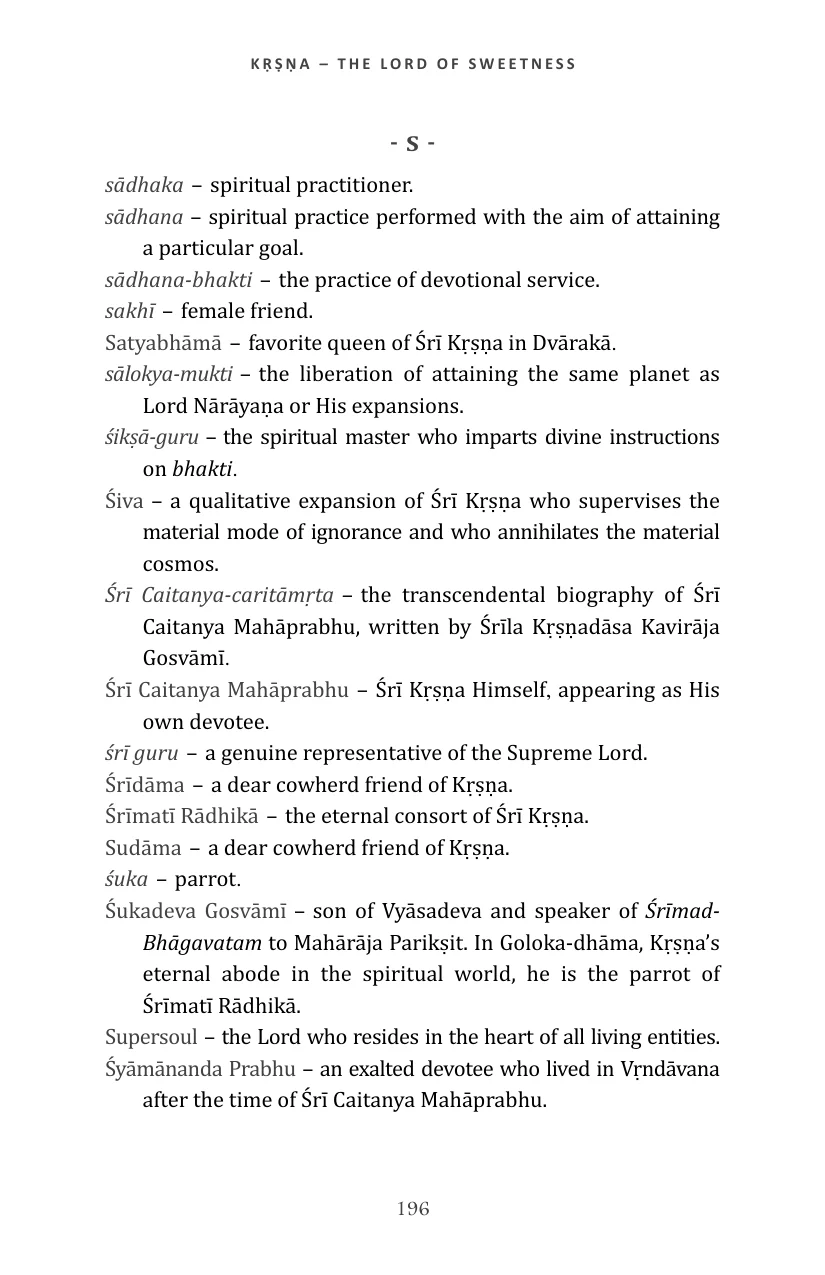 KṚṢṆA – THE LORD OF SWEETNESS
- S -
sādhaka – spiritual practitioner.
sādhana – spiritual practice performed with the aim of attaining
a particular goal.
sādhana-bhakti – the practice of devotional service.
sakhī – female friend.
Satyabhāmā – favorite queen of Śrī Kṛṣṇa in Dvārakā.
sālokya-mukti – the liberation of attaining the same planet as
Lord Nārāyaṇa or His expansions.
śikṣā-guru – the spiritual master who imparts divine instructions
on bhakti.
Śiva – a qualitative expansion of Śrī Kṛṣṇa who supervises the
material mode of ignorance and who annihilates the material
cosmos.
Śrī Caitanya-caritāmṛta – the transcendental biography of Śrī
Caitanya Mahāprabhu, written by Śrīla Kṛṣṇadāsa Kavirāja
Gosvāmī.
Śrī Caitanya Mahāprabhu – Śrī Kṛṣṇa Himself, appearing as His
own devotee.
śrī guru – a genuine representative of the Supreme Lord.
Śrīdāma – a dear cowherd friend of Kṛṣṇa.
Śrīmatī Rādhikā – the eternal consort of Śrī Kṛṣṇa.
Sudāma – a dear cowherd friend of Kṛṣṇa.
śuka – parrot.
Śukadeva Gosvāmī – son of Vyāsadeva and speaker of Śrīmad-
Bhāgavatam to Mahārāja Parikṣit. In Goloka-dhāma, Kṛṣṇa’s
eternal abode in the spiritual world, he is the parrot of
Śrīmatī Rādhikā.
Supersoul – the Lord who resides in the heart of all living entities.
Śyāmānanda Prabhu – an exalted devotee who lived in Vṛndāvana
after the time of Śrī Caitanya Mahāprabhu.
196